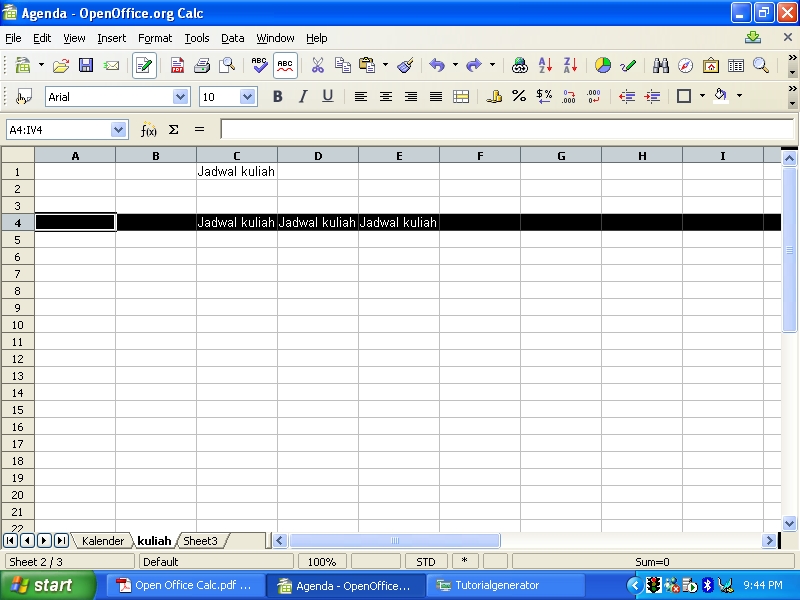 Agenda - OpenOffice.org Calc
File Edit View Insert Format Tools Data Window Help
ABC ABC
Arial 10 B I U
A4:IV4 f(x) Σ =
A B C D E F G H I
1 Jadwal kuliah
2
3
4 Jadwal kuliah Jadwal kuliah Jadwal kuliah
5
6
7
8
9
10
11
12
13
14
15
16
17
18
19
20
21
22
Kalender kuliah Sheet3
Sheet 2 / 3 Default 100% STD * Sum=0
start Open Office Calc.pdf ... Agenda - OpenOffice... Tutorialgenerator 9:44 PM